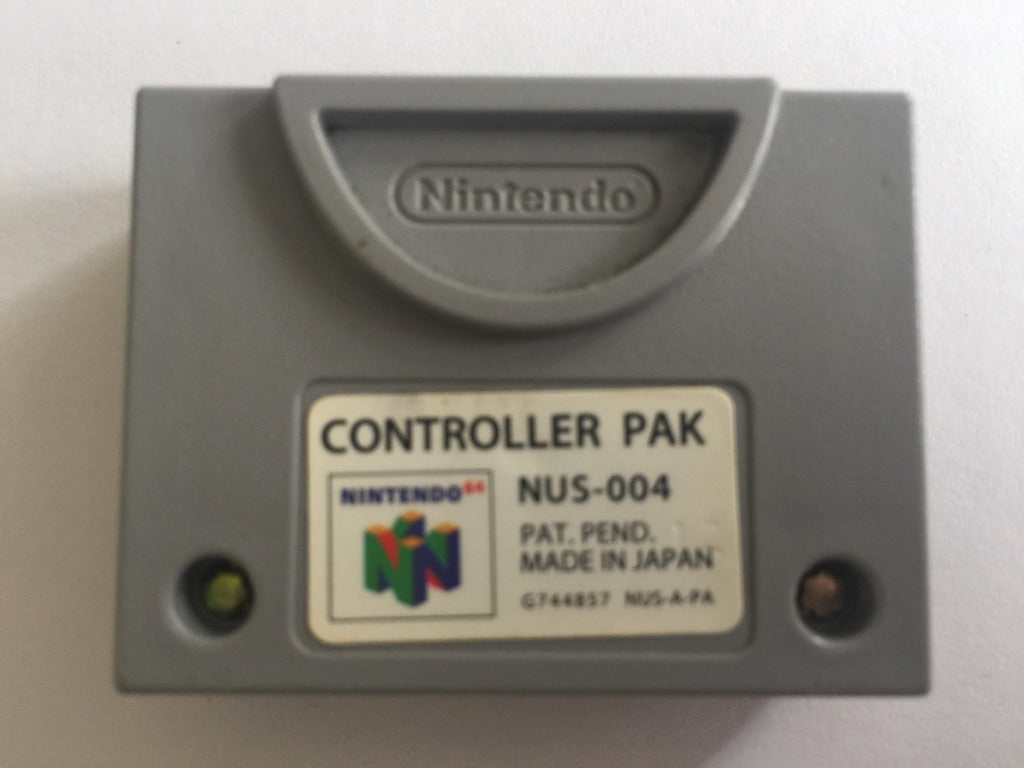 Nintendo
CONTROLLER PAK
NINTENDO64
NUS-004
PAT. PEND.
MADE IN JAPAN
G744857 NUS-A-PA